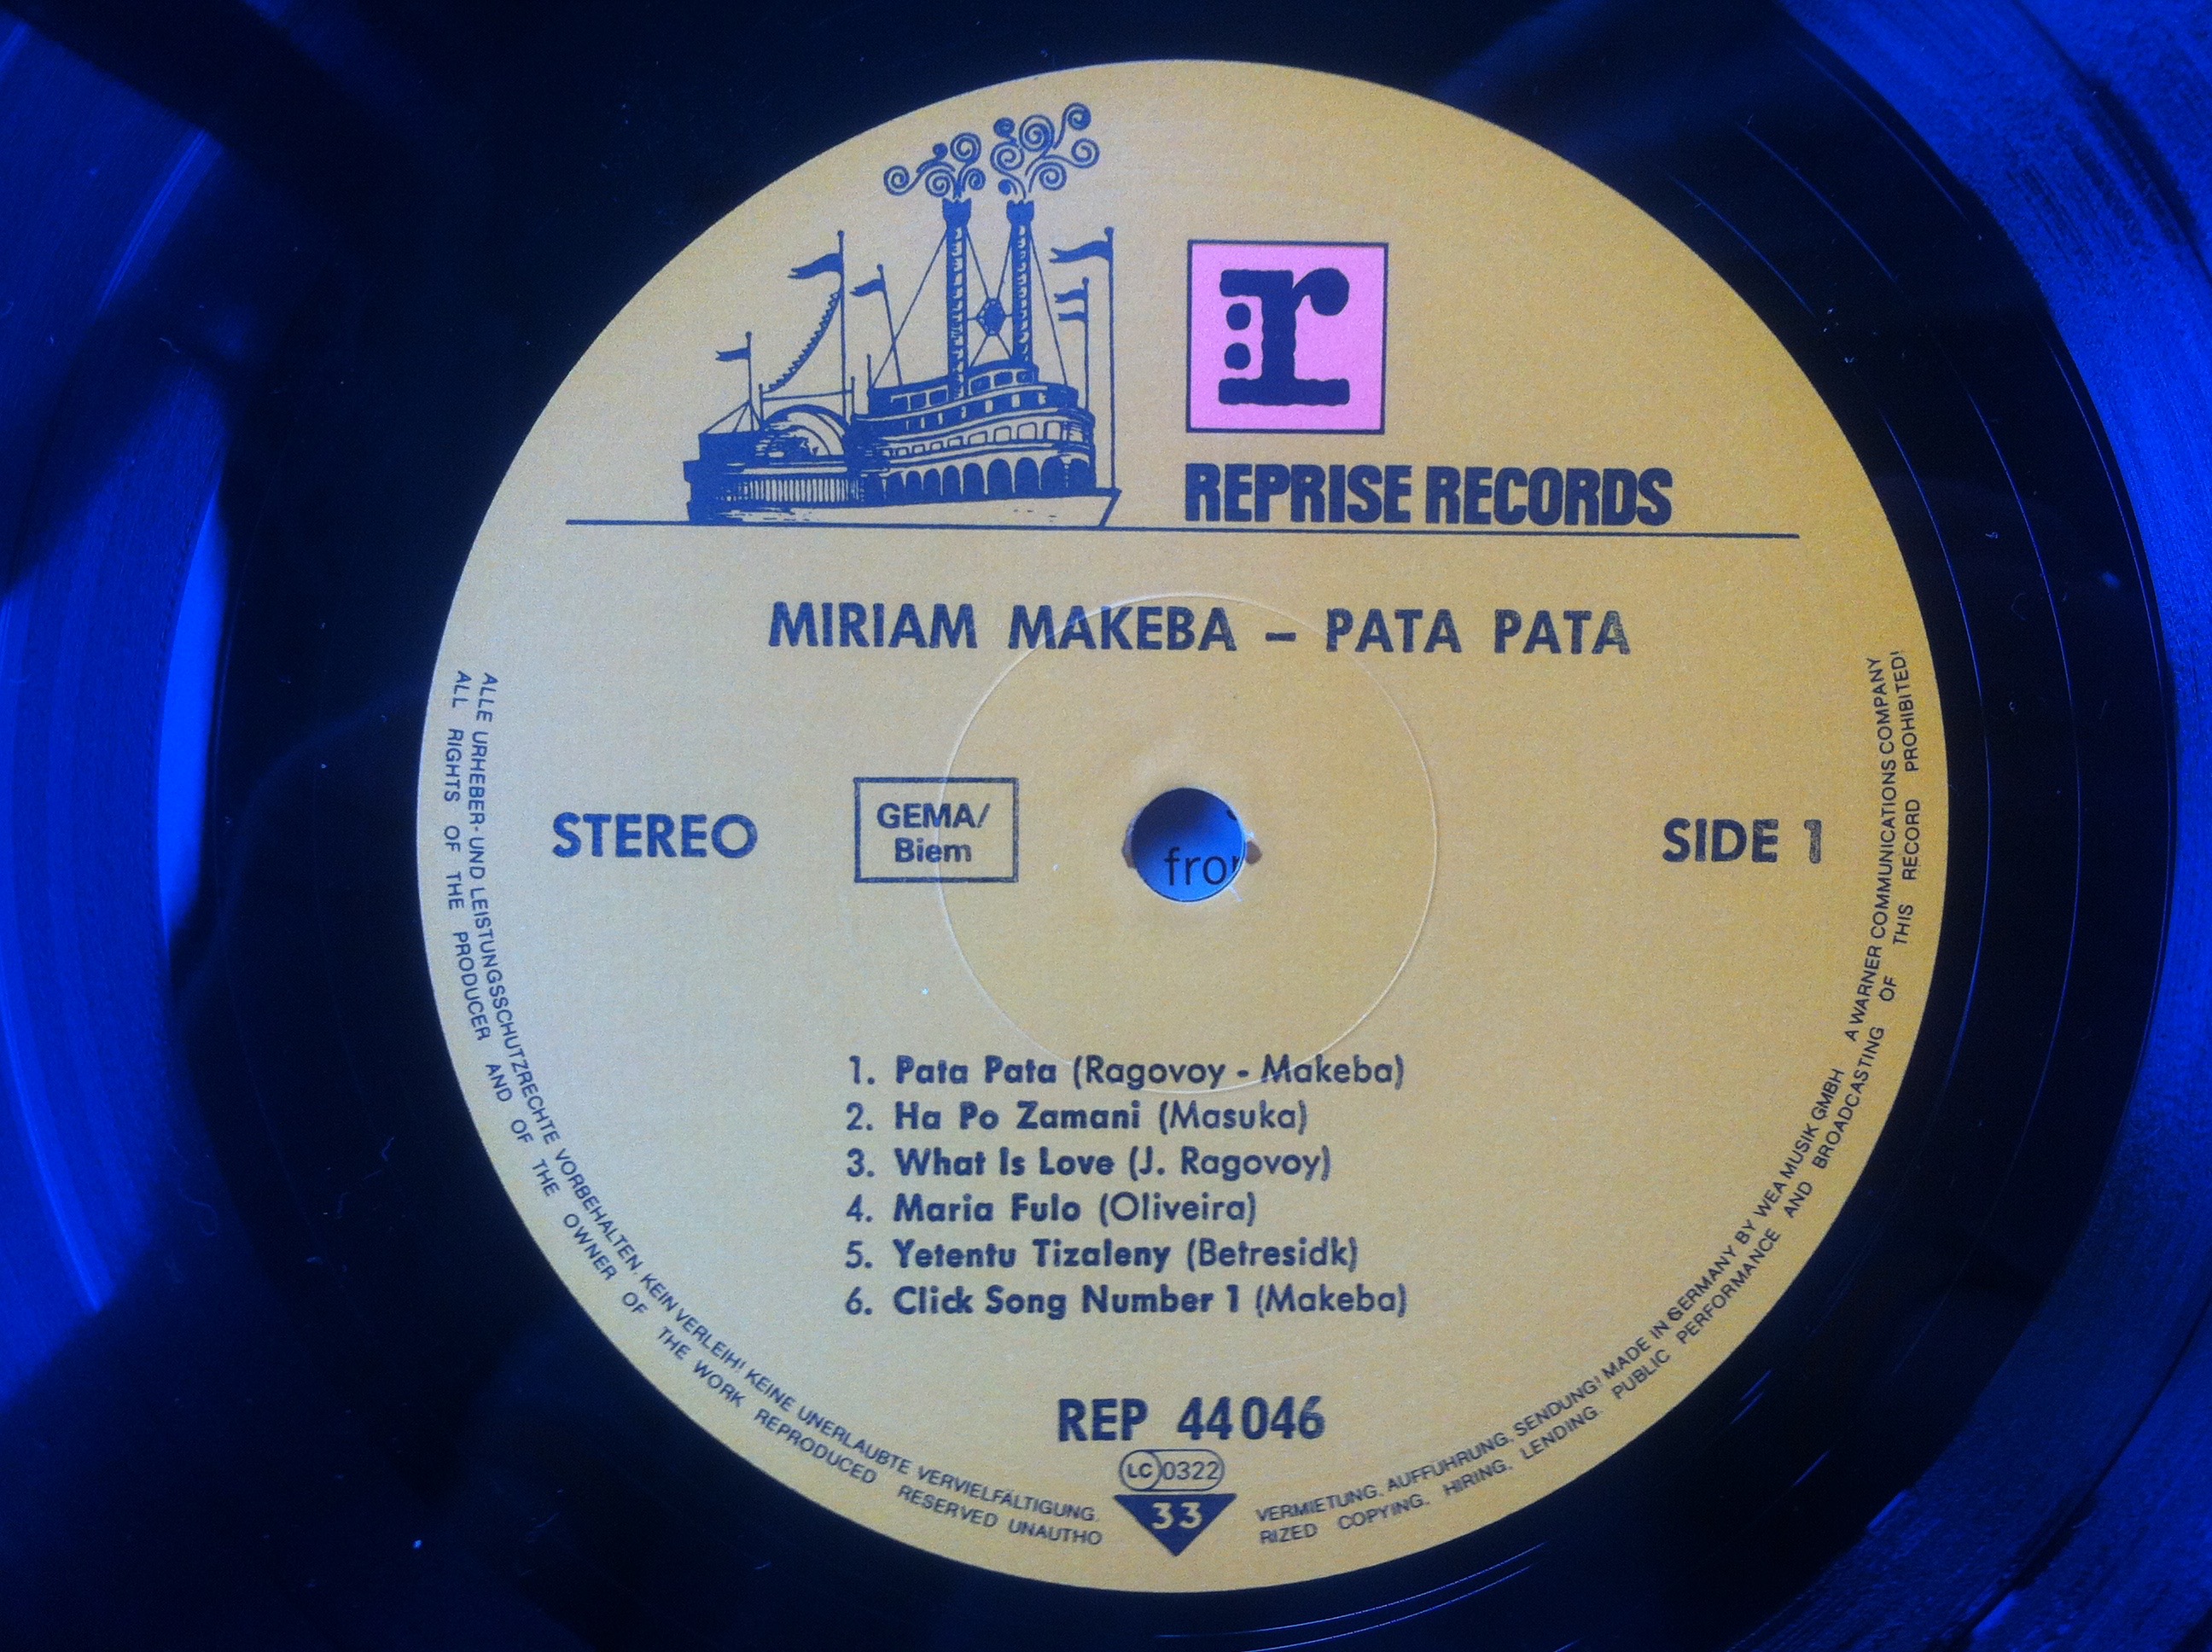 r:
REPRISE RECORDS
MIRIAM MAKEBA – PATA PATA
STEREO
GEMA/
Biem
fro
SIDE 1
1. Pata Pata (Ragovoy - Makeba)
2. Ha Po Zamani (Masuka)
3. What Is Love (J. Ragovoy)
4. Maria Fulo (Oliveira)
5. Yetentu Tizaleny (Betresidk)
6. Click Song Number 1 (Makeba)
REP 44 046
LC 0322
33
ALLE URHEBER-UND LEISTUNGSSCHUTZRECHTE VORBEHALTEN. KEIN VERLEIH! KEINE UNERLAUBTE VERVIELFÄLTIGUNG. VERMIETUNG. AUFFÜHRUNG. SENDUNG! MADE IN GERMANY BY WEA MUSIK GMBH A WARNER COMMUNICATIONS COMPANY
ALL RIGHTS OF THE PRODUCER AND OF THE OWNER OF THE WORK REPRODUCED RESERVED UNAUTHORIZED COPYING. HIRING. LENDING. PUBLIC PERFORMANCE AND BROADCASTING OF THIS RECORD PROHIBITED!